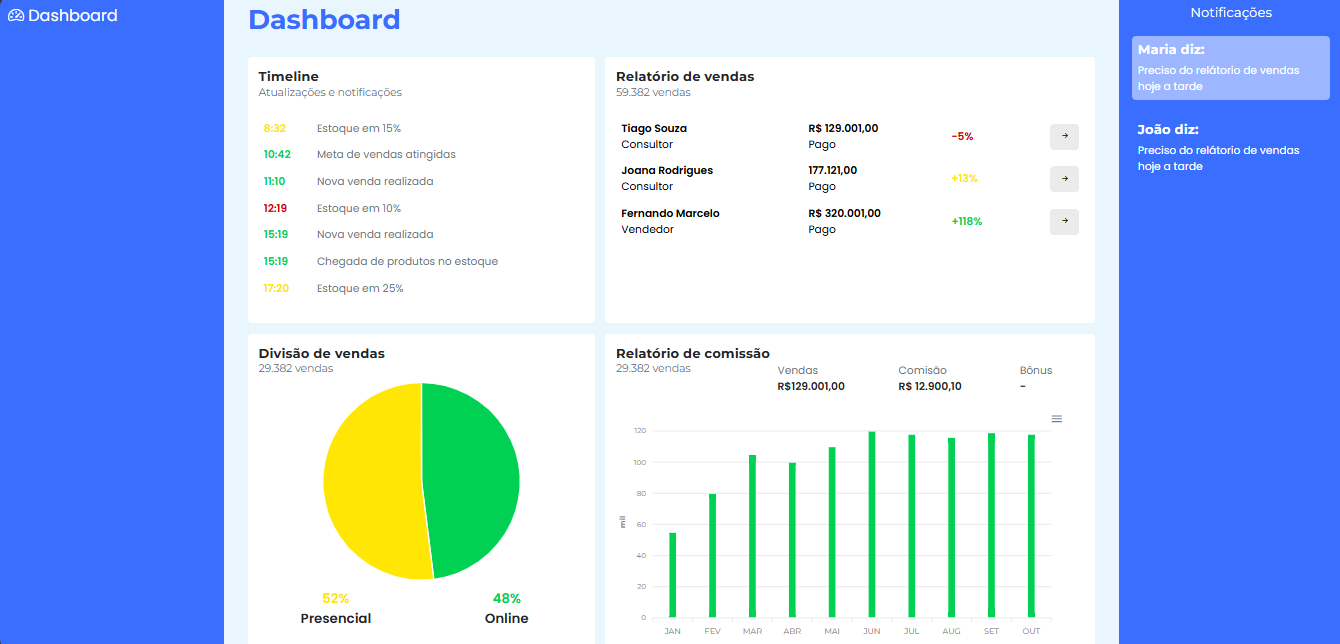 Dashboard
Dashboard
Timeline
Atualizações e notificações
8:32 Estoque em 15%
10:42 Meta de vendas atingidas
11:10 Nova venda realizada
12:19 Estoque em 10%
15:19 Nova venda realizada
15:19 Chegada de produtos no estoque
17:20 Estoque em 25%
Relatório de vendas
59.382 vendas
Tiago Souza R$ 129.001,00 -5% →
Consultor Pago
Joana Rodrigues 177.121,00 +13% →
Consultor Pago
Fernando Marcelo R$ 320.001,00 +118% →
Vendedor Pago
Divisão de vendas
29.382 vendas
52% 48%
Presencial Online
Relatório de comissão
29.382 vendas
Vendas Comisão Bônus
R$129.001,00 R$ 12.900,10 -
120
100
80
60
40
20
0
mil
JAN FEV MAR ABR MAI JUN JUL AUG SET OUT
Notificações
Maria diz:
Preciso do relátorio de vendas
hoje a tarde
João diz:
Preciso do relátorio de vendas
hoje a tarde